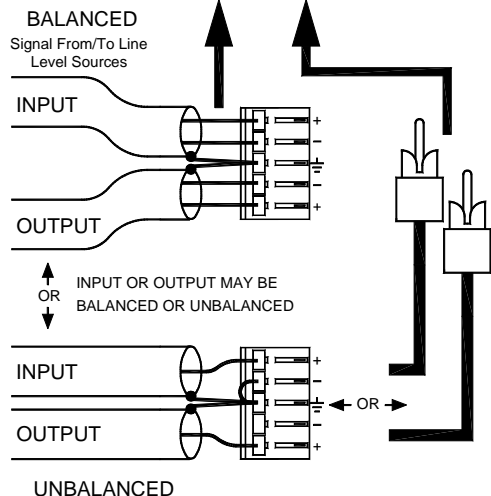 BALANCED
Signal From/To Line
Level Sources
INPUT
+
−
−
+
OUTPUT
OR
INPUT OR OUTPUT MAY BE
BALANCED OR UNBALANCED
INPUT
+
−
OR
−
+
OUTPUT
UNBALANCED